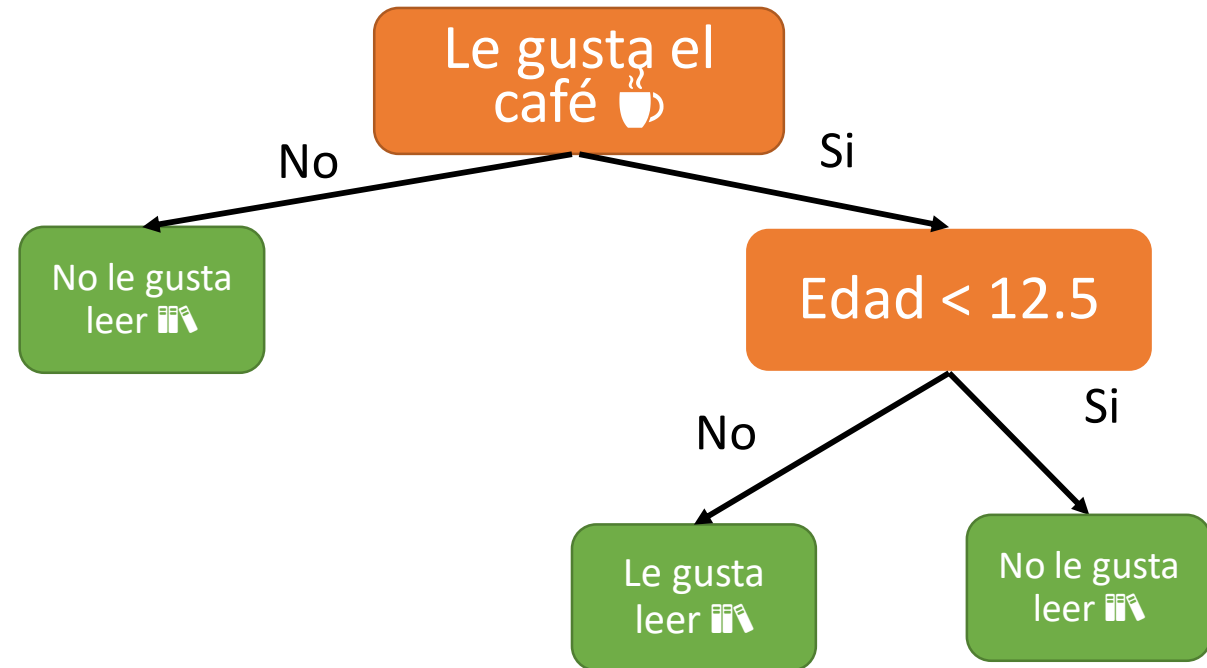 Le gusta el
café
No
Si
No le gusta
leer
Edad < 12.5
No
Si
Le gusta
leer
No le gusta
leer